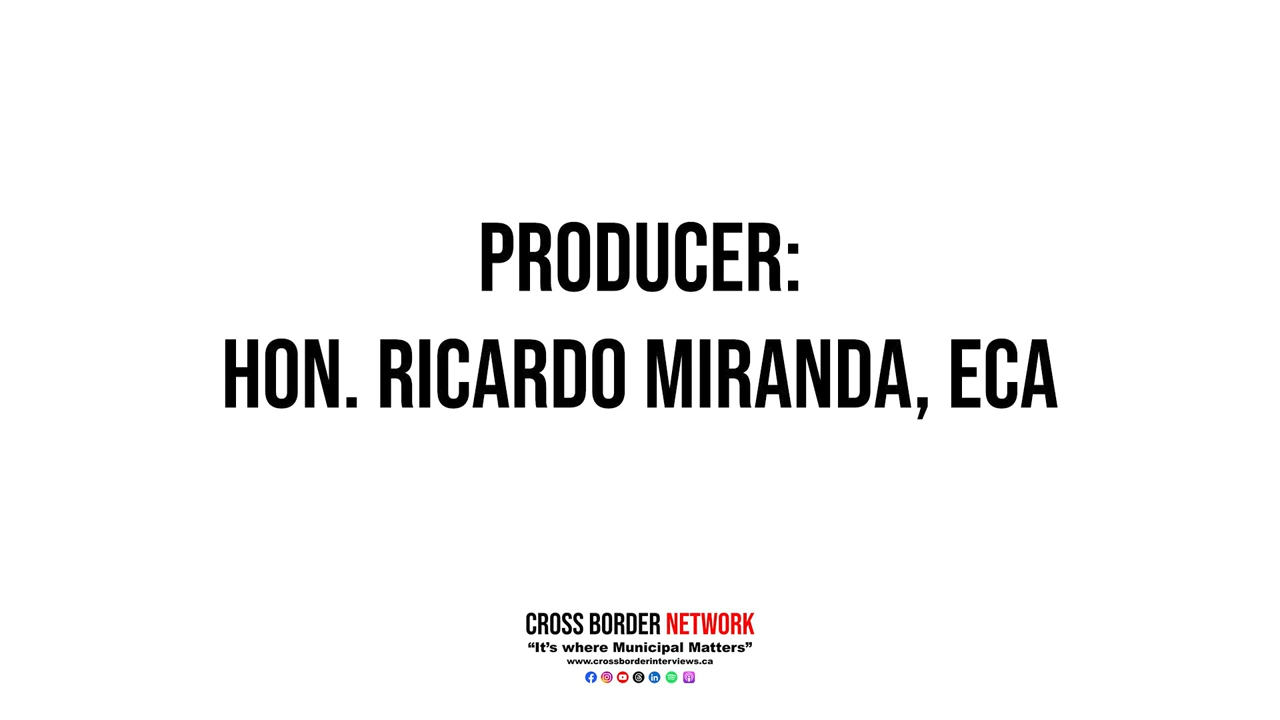 PRODUCER:
HON. RICARDO MIRANDA, ECA
CROSS BORDER NETWORK
“It’s where Municipal Matters”
www.crossborderinterviews.ca